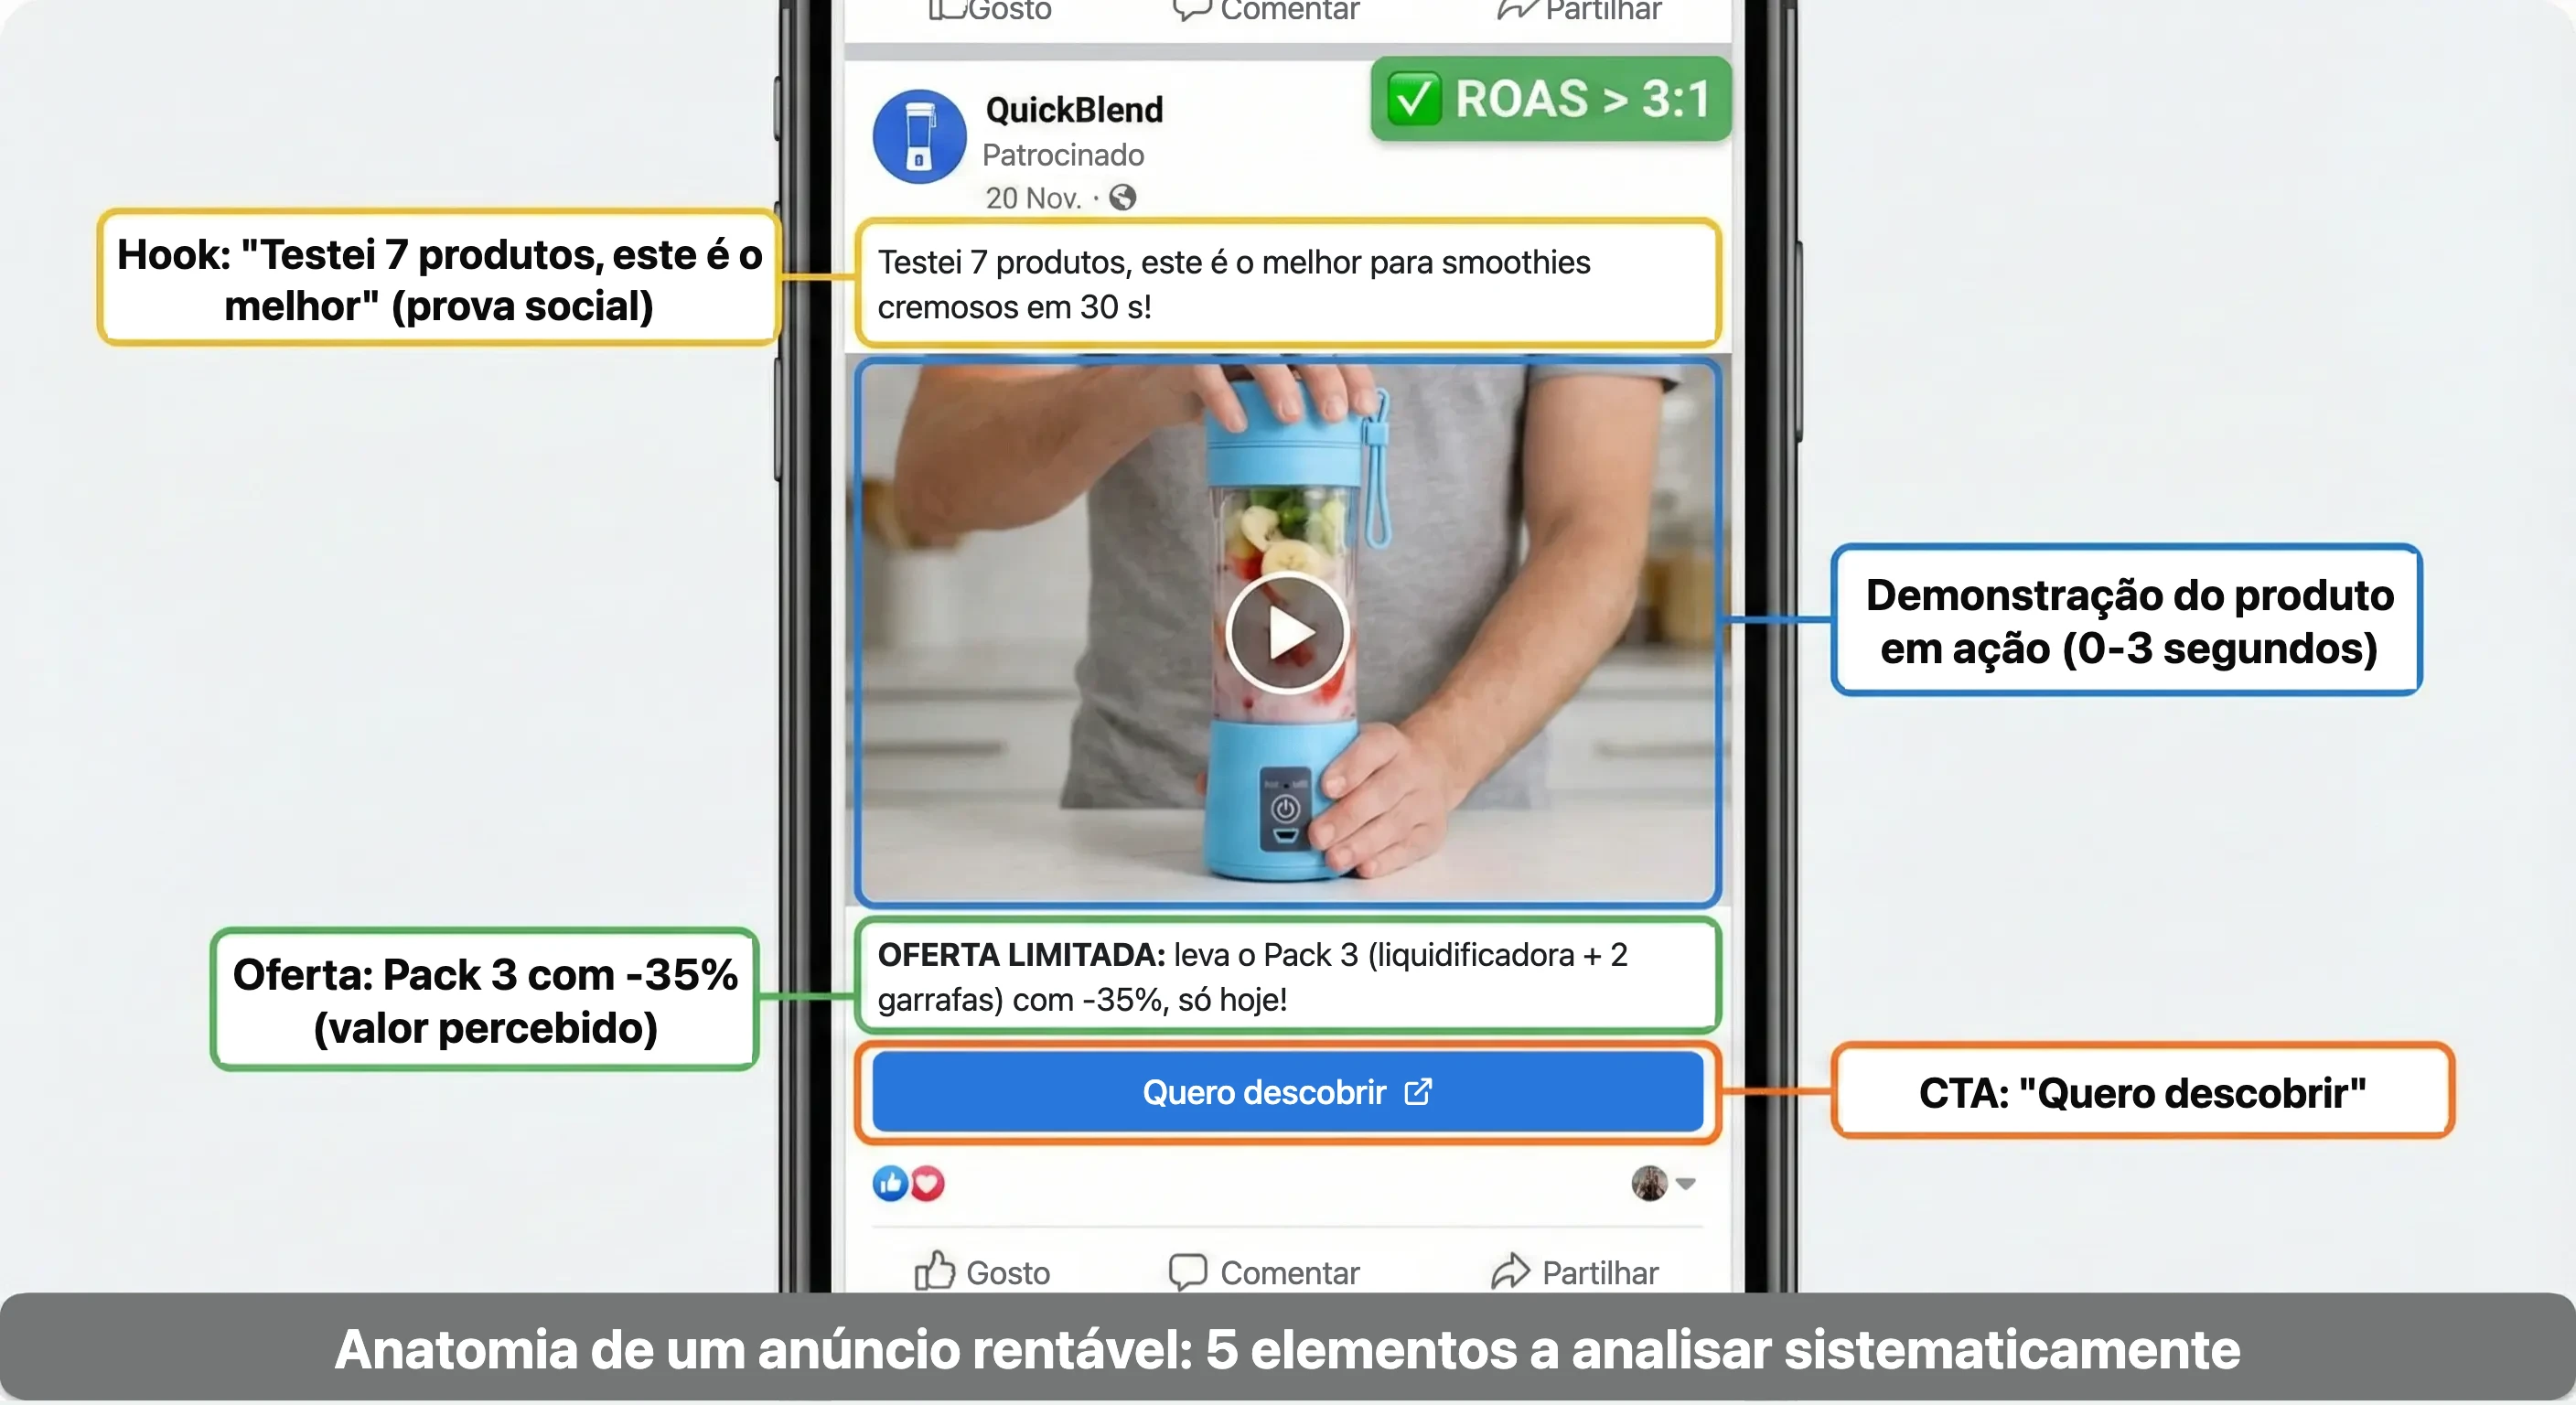 Gosto Comentar Partilhar
QuickBlend
Patrocinado
20 Nov. ·
✅ ROAS > 3:1
Hook: "Testei 7 produtos, este é o
melhor" (prova social)
Testei 7 produtos, este é o melhor para smoothies
cremosos em 30 s!
Demonstração do produto
em ação (0-3 segundos)
Oferta: Pack 3 com -35%
(valor percebido)
OFERTA LIMITADA: leva o Pack 3 (liquidificadora + 2
garrafas) com -35%, só hoje!
Quero descobrir
CTA: "Quero descobrir"
Gosto Comentar Partilhar
Anatomia de um anúncio rentável: 5 elementos a analisar sistematicamente